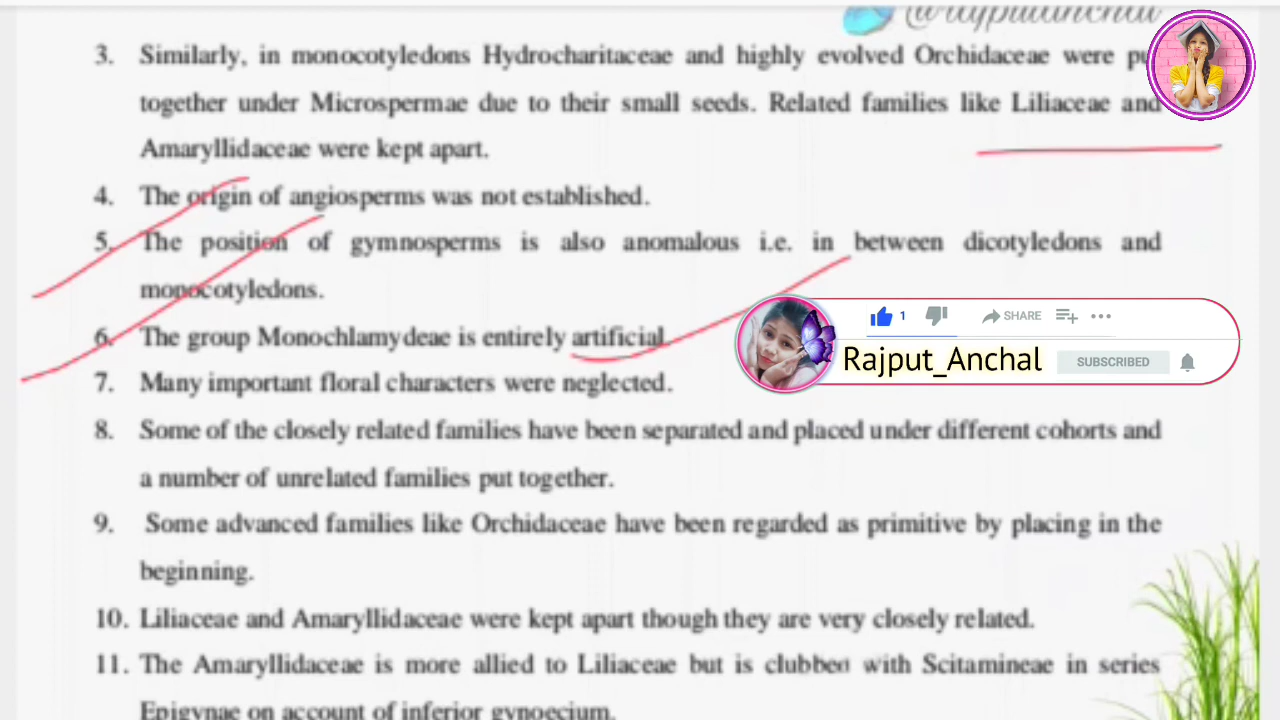 @rajputanchal
3. Similarly, in monocotyledons Hydrocharitaceae and highly evolved Orchidaceae were
together under Microspermae due to their small seeds. Related families like Liliaceae and
Amaryllidaceae were kept apart.
4. The origin of angiosperms was not established.
5. The position of gymnosperms is also anomalous i.e. in between dicotyledons and
monocotyledons.
6. The group Monochlamydeae is entirely artificial.
1 SHARE
Rajput_Anchal SUBSCRIBED
7. Many important floral characters were neglected.
8. Some of the closely related families have been separated and placed under different cohorts and
a number of unrelated families put together.
9. Some advanced families like Orchidaceae have been regarded as primitive by placing in the
beginning.
10. Liliaceae and Amaryllidaceae were kept apart though they are very closely related.
11. The Amaryllidaceae is more allied to Liliaceae but is clubbed with Scitamineae in series
Epigynae on account of inferior gynoecium.